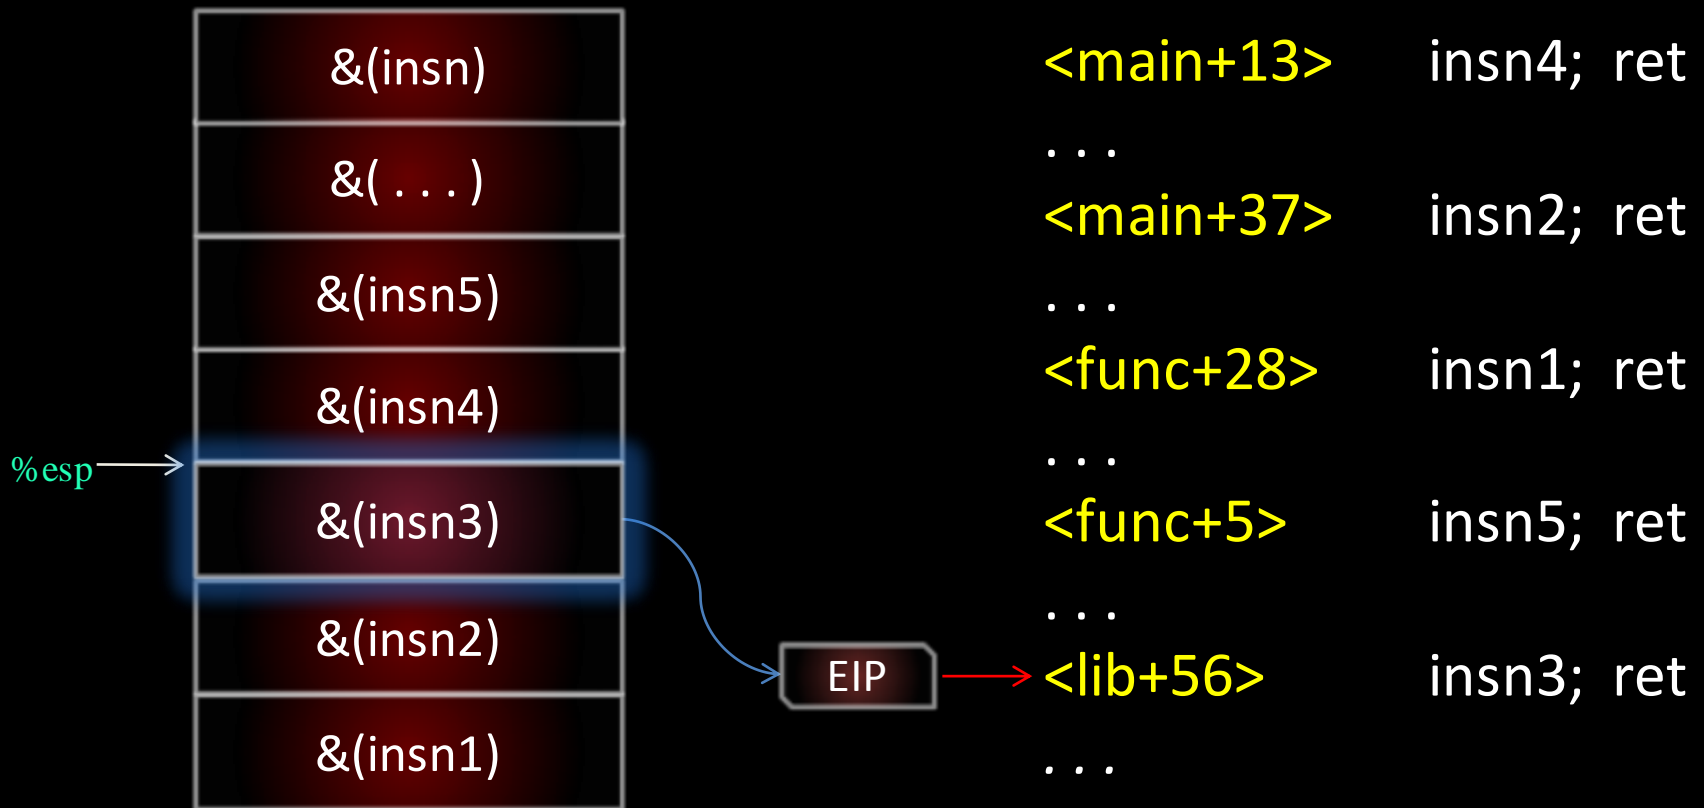 &(insn)
&( . . . )
&(insn5)
&(insn4)
%esp
&(insn3)
&(insn2)
&(insn1)
EIP
<main+13> insn4; ret
. . .
<main+37> insn2; ret
. . .
<func+28> insn1; ret
. . .
<func+5> insn5; ret
. . .
<lib+56> insn3; ret
. . .